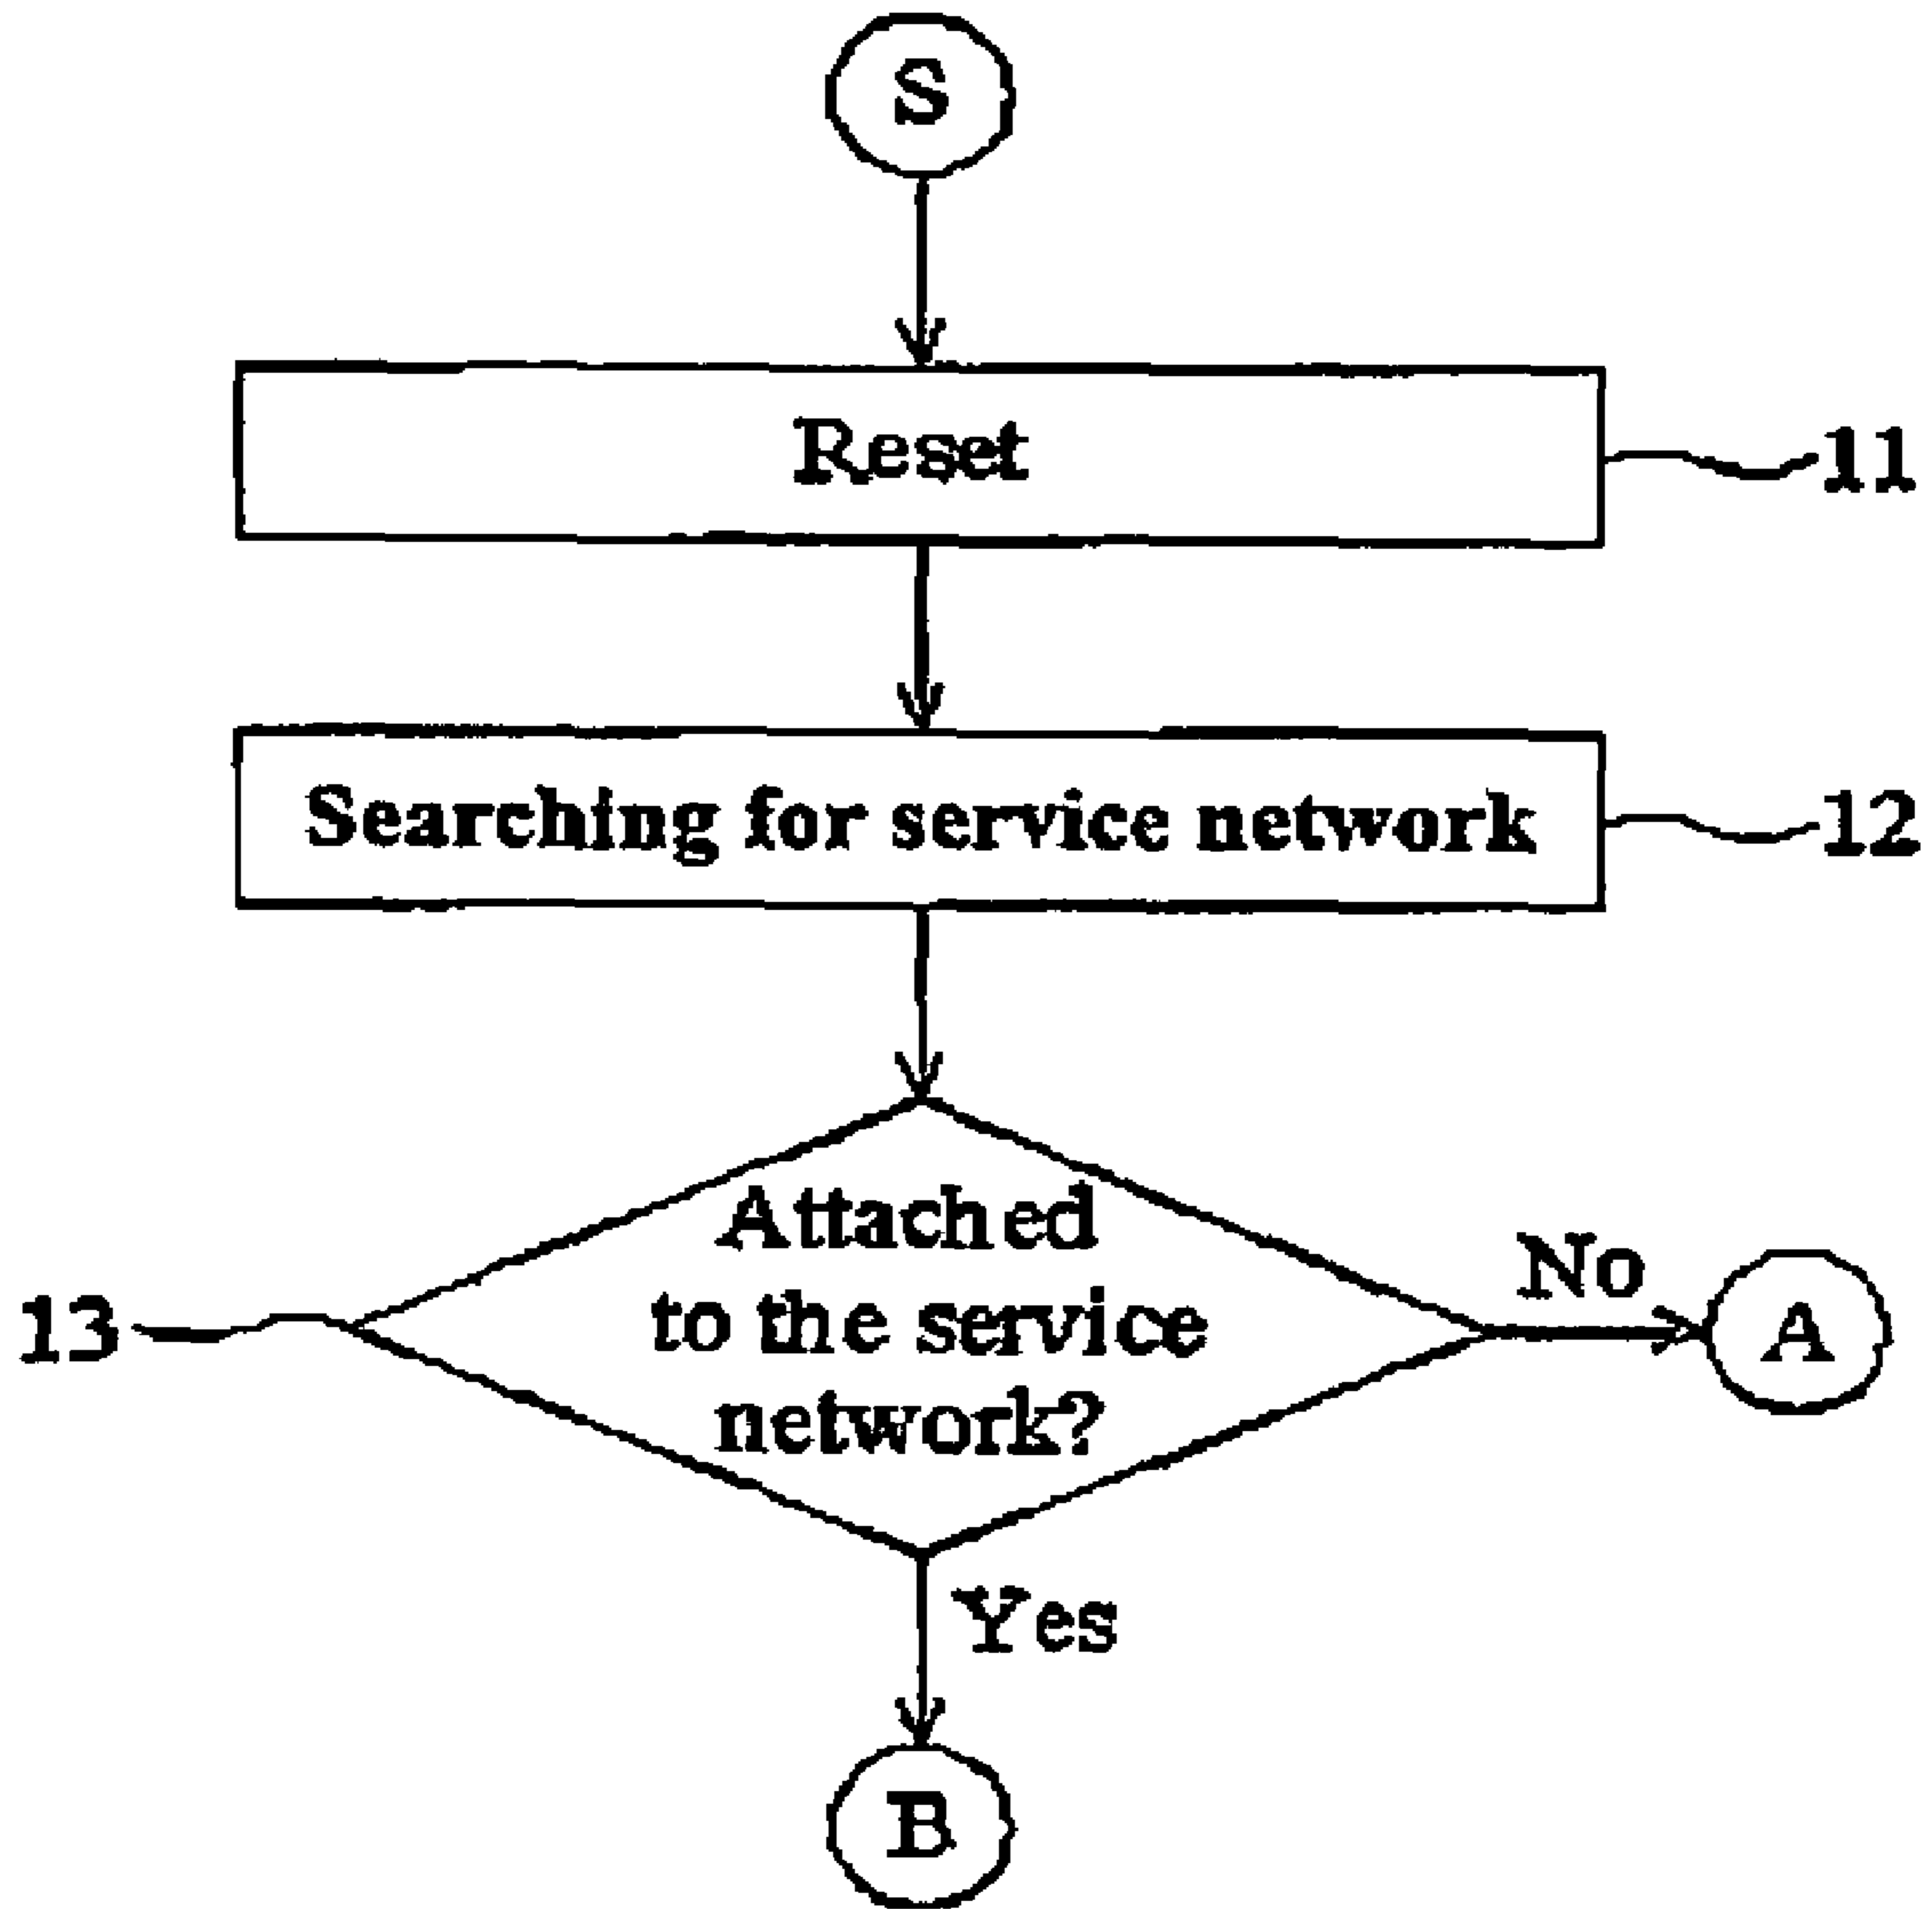 S
Reset
11
Searching for service network
12
Attached
to the service
network?
13
No
A
Yes
B